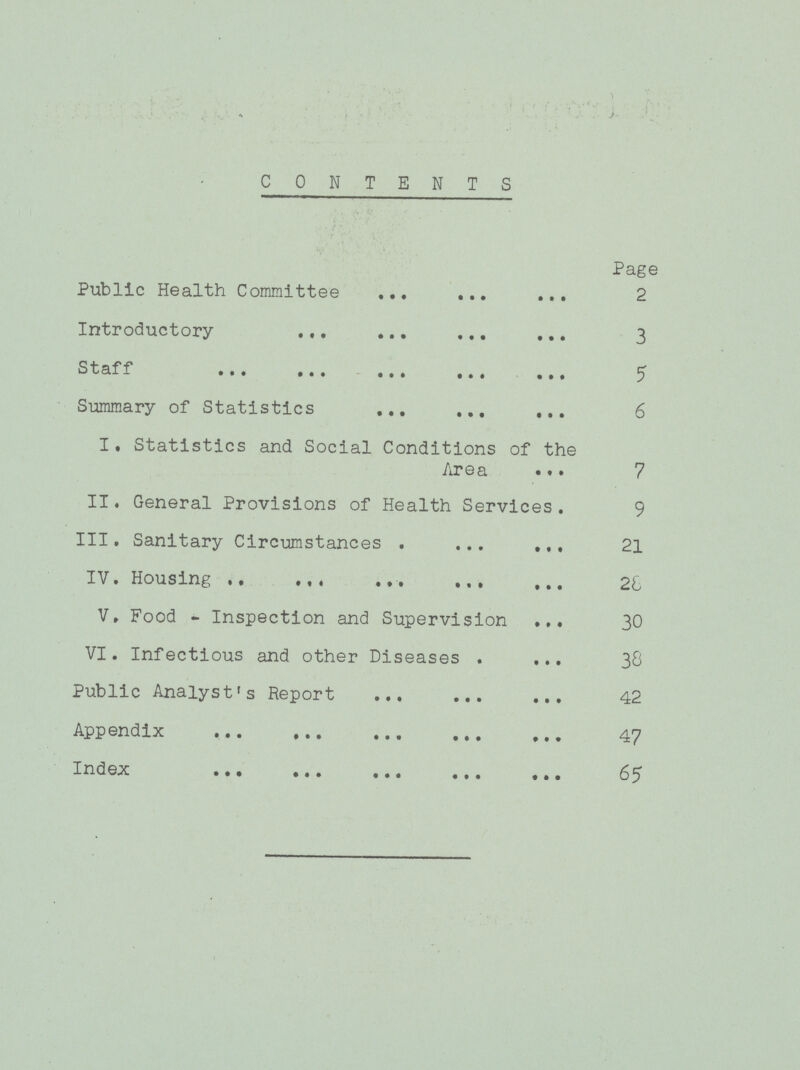 C O N T E N T S
Page
Public Health Committee ... ... ... 2
Introductory ... ... ... ... 3
Staff ... ... ... ... ... 5
Summary of Statistics ... ... ... 6
I. Statistics and Social Conditions of the
Area ... 7
II. General Provisions of Health Services. 9
III. Sanitary Circumstances . ... ... 21
IV. Housing .. ... ... ... ... 28
V. Food - Inspection and Supervision ... 30
VI. Infectious and other Diseases . ... 38
Public Analyst's Report ... ... ... 42
Appendix ... ... ... ... ... 47
Index ... ... ... ... ... 65